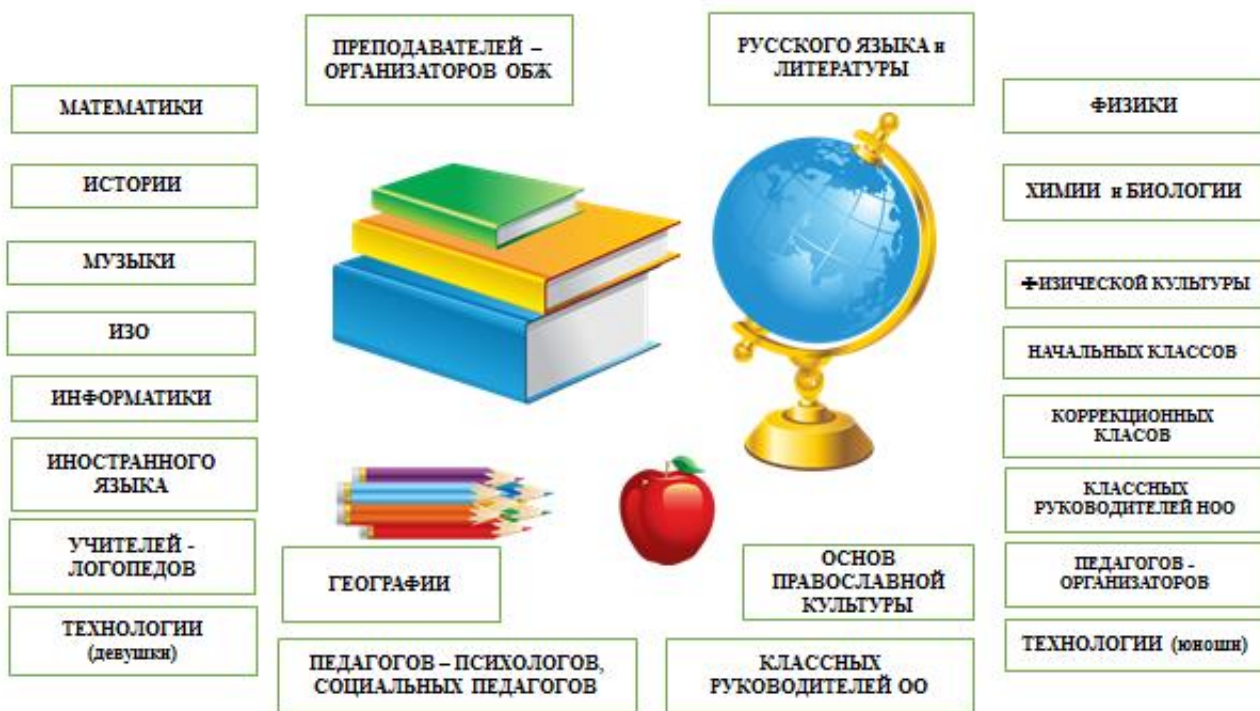 ПРЕПОДАВАТЕЛЕЙ –
ОРГАНИЗАТОРОВ ОБЖ
РУССКОГО ЯЗЫКА и
ЛИТЕРАТУРЫ
МАТЕМАТИКИ
ИСТОРИИ
МУЗЫКИ
ИЗО
ИНФОРМАТИКИ
ИНОСТРАННОГО
ЯЗЫКА
УЧИТЕЛЕЙ -
ЛОГОПЕДОВ
ТЕХНОЛОГИИ
(девушки)
ГЕОГРАФИИ
ПЕДАГОГОВ – ПСИХОЛОГОВ,
СОЦИАЛЬНЫХ ПЕДАГОГОВ
ОСНОВ
ПРАВОСЛАВНОЙ
КУЛЬТУРЫ
КЛАССНЫХ
РУКОВОДИТЕЛЕЙ ОО
ФИЗИКИ
ХИМИИ и БИОЛОГИИ
ФИЗИЧЕСКОЙ КУЛЬТУРЫ
НАЧАЛЬНЫХ КЛАССОВ
КОРРЕКЦИОННЫХ
КЛАСОВ
КЛАССНЫХ
РУКОВОДИТЕЛЕЙ НОО
ПЕДАГОГОВ -
ОРГАНИЗАТОРОВ
ТЕХНОЛОГИИ (юноши)